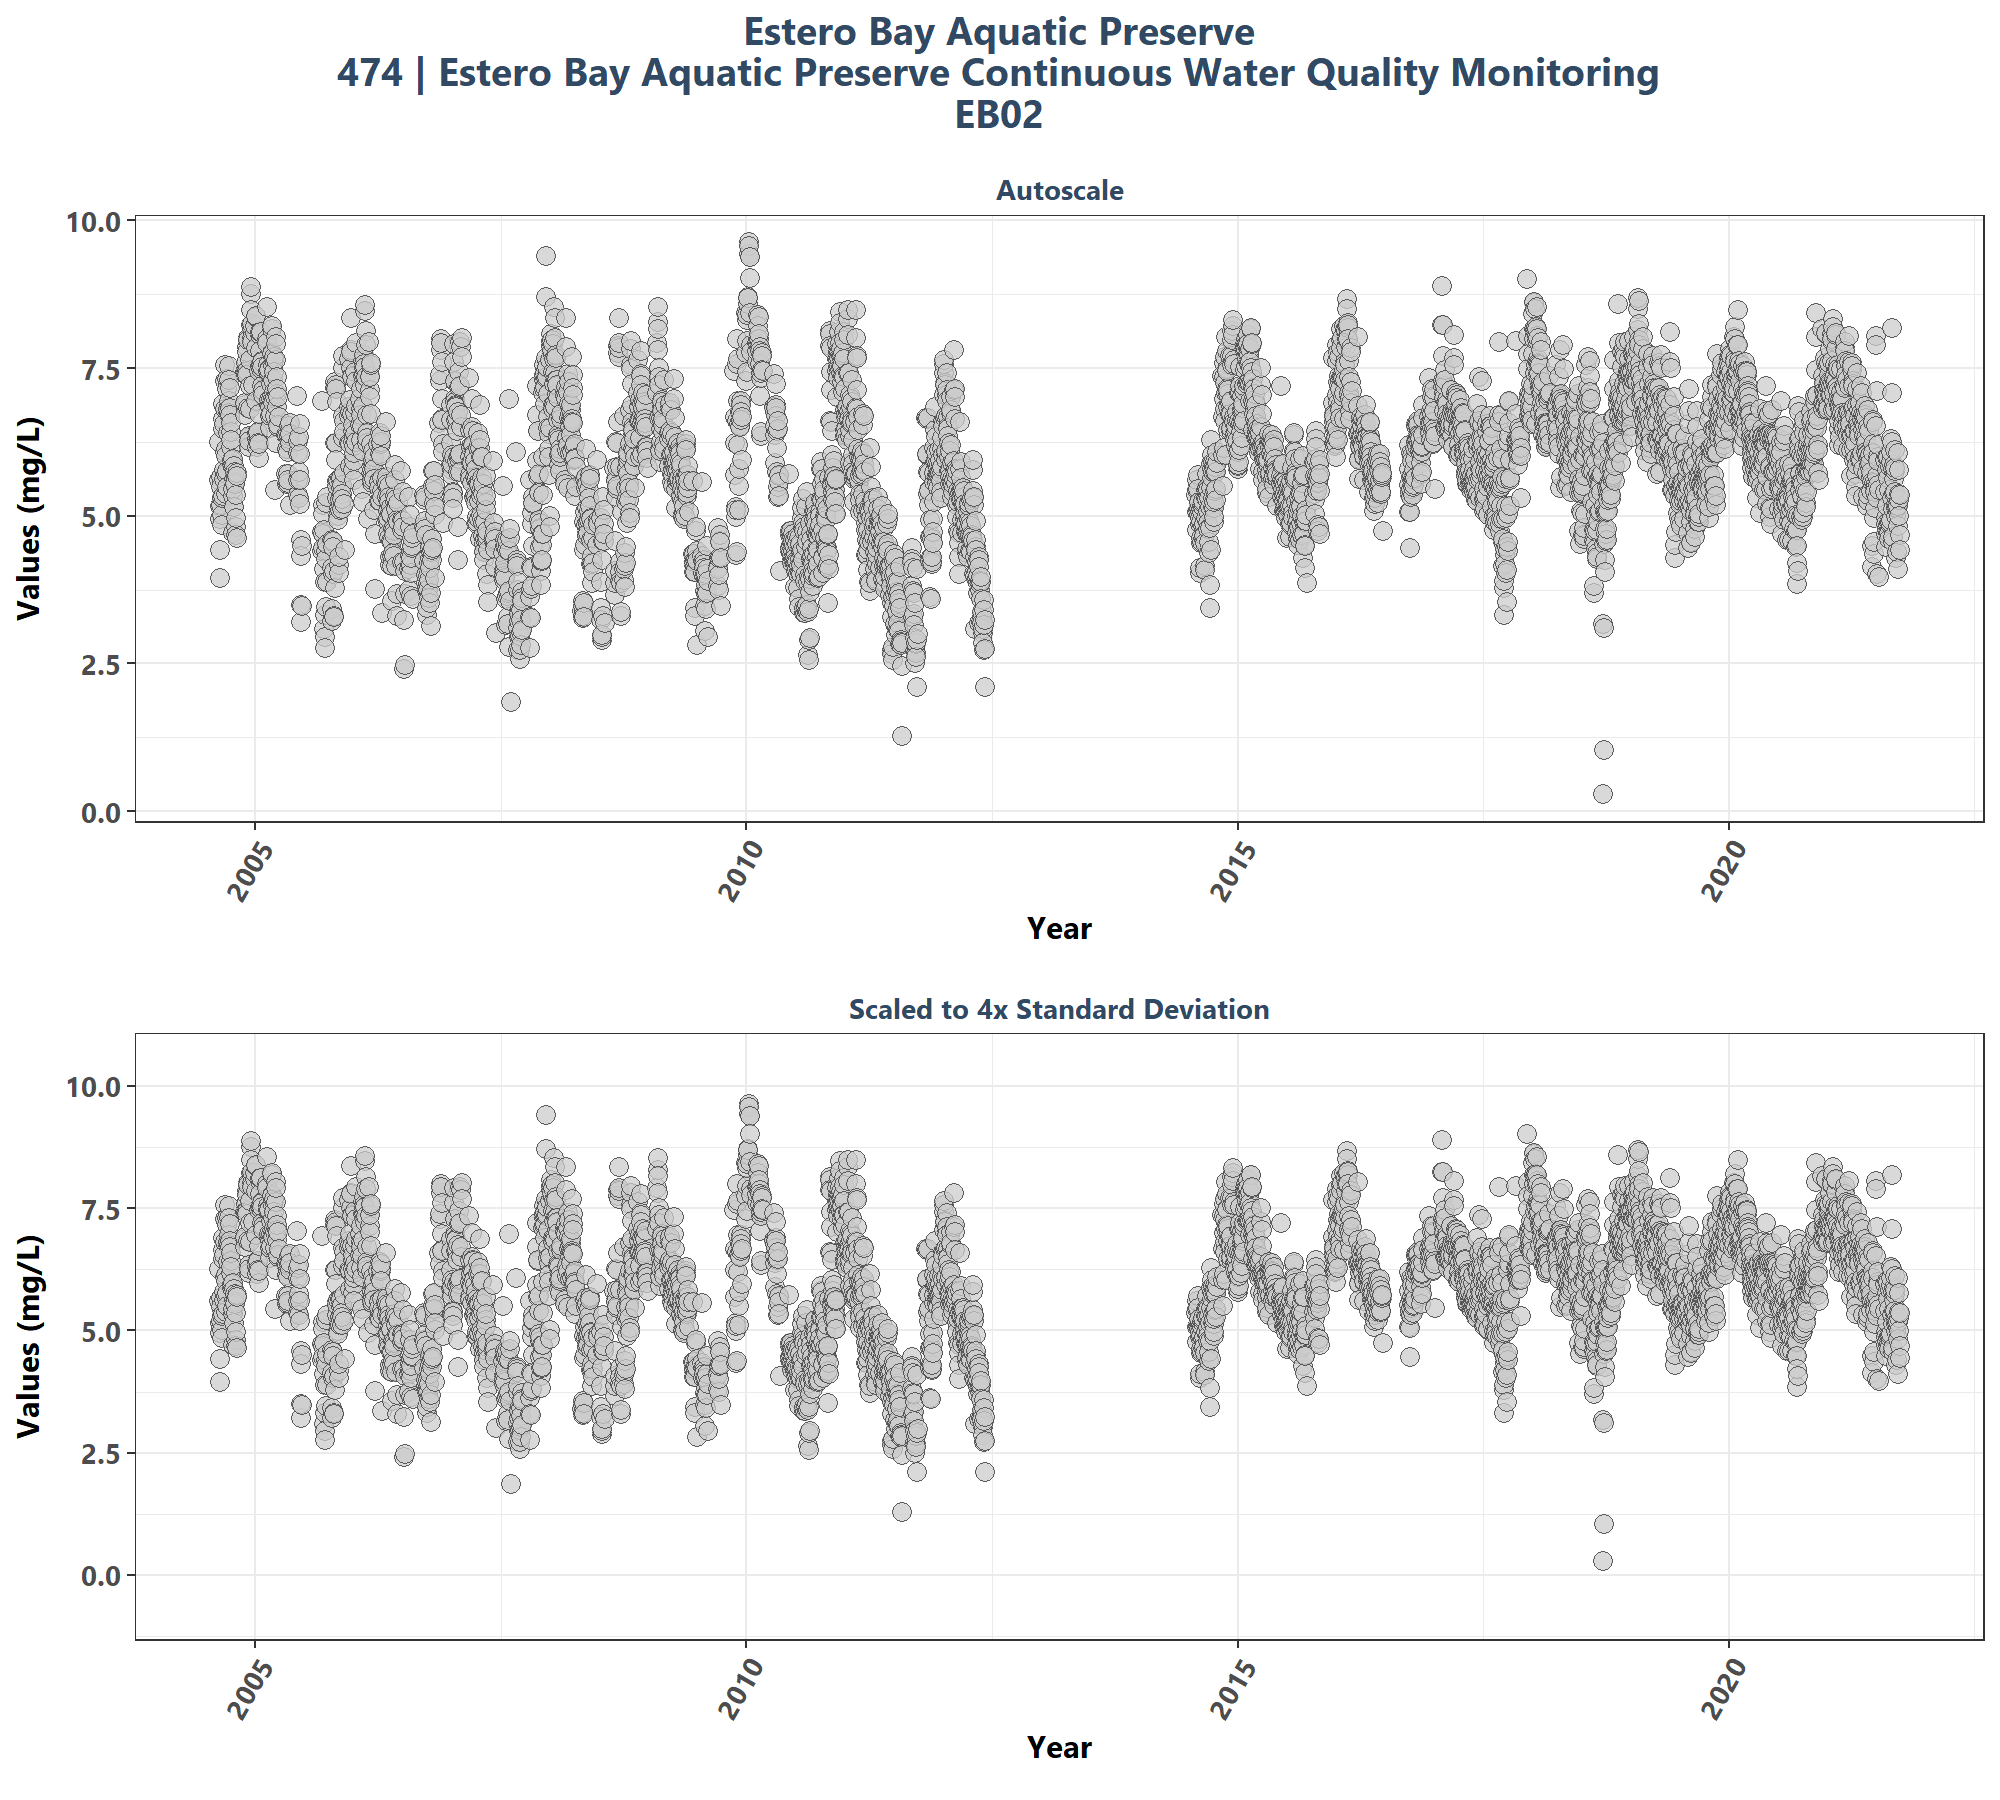 Estero Bay Aquatic Preserve
474 | Estero Bay Aquatic Preserve Continuous Water Quality Monitoring
EB02
Autoscale
Values (mg/L)
10.0
7.5
5.0
2.5
0.0
2005
2010
2015
2020
Year
Scaled to 4x Standard Deviation
Values (mg/L)
10.0
7.5
5.0
2.5
0.0
2005
2010
2015
2020
Year